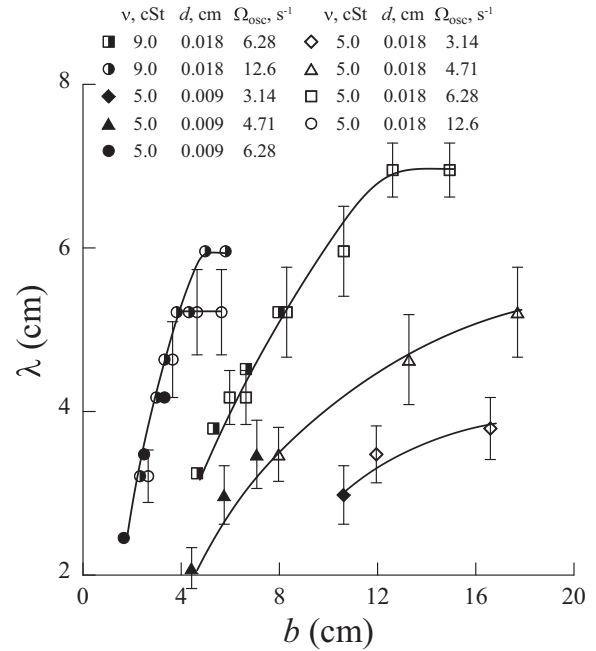 ν, cSt d, cm Ωosc, s⁻¹ ν, cSt d, cm Ωosc, s⁻¹
9.0 0.018 6.28 5.0 0.018 3.14
9.0 0.018 12.6 5.0 0.018 4.71
5.0 0.009 3.14 5.0 0.018 6.28
5.0 0.009 4.71 5.0 0.018 12.6
5.0 0.009 6.28
8
6
4
2
λ (cm)
0 4 8 12 16 20
b (cm)